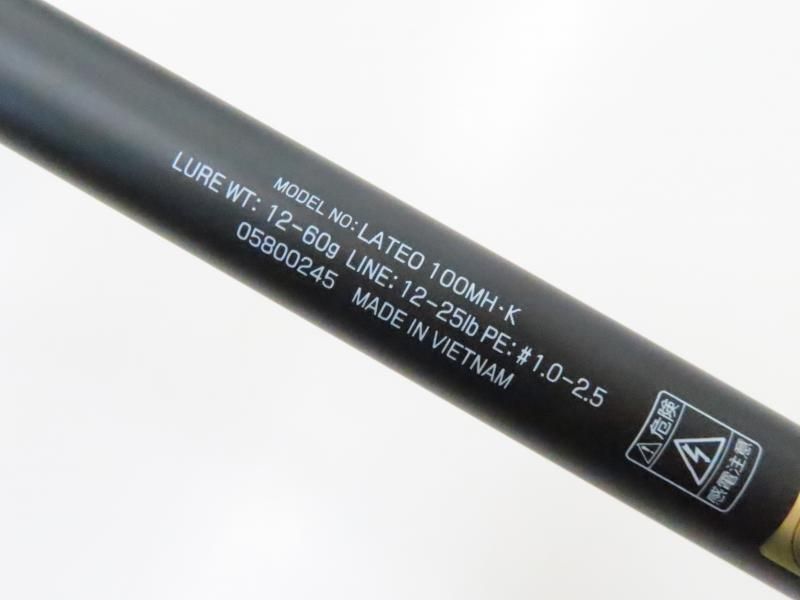 MODEL NO: LATEO 100MH・K
LURE WT: 12-60g LINE: 12-25lb PE: #1.0-2.5
05800245 MADE IN VIETNAM
危険
感電注意